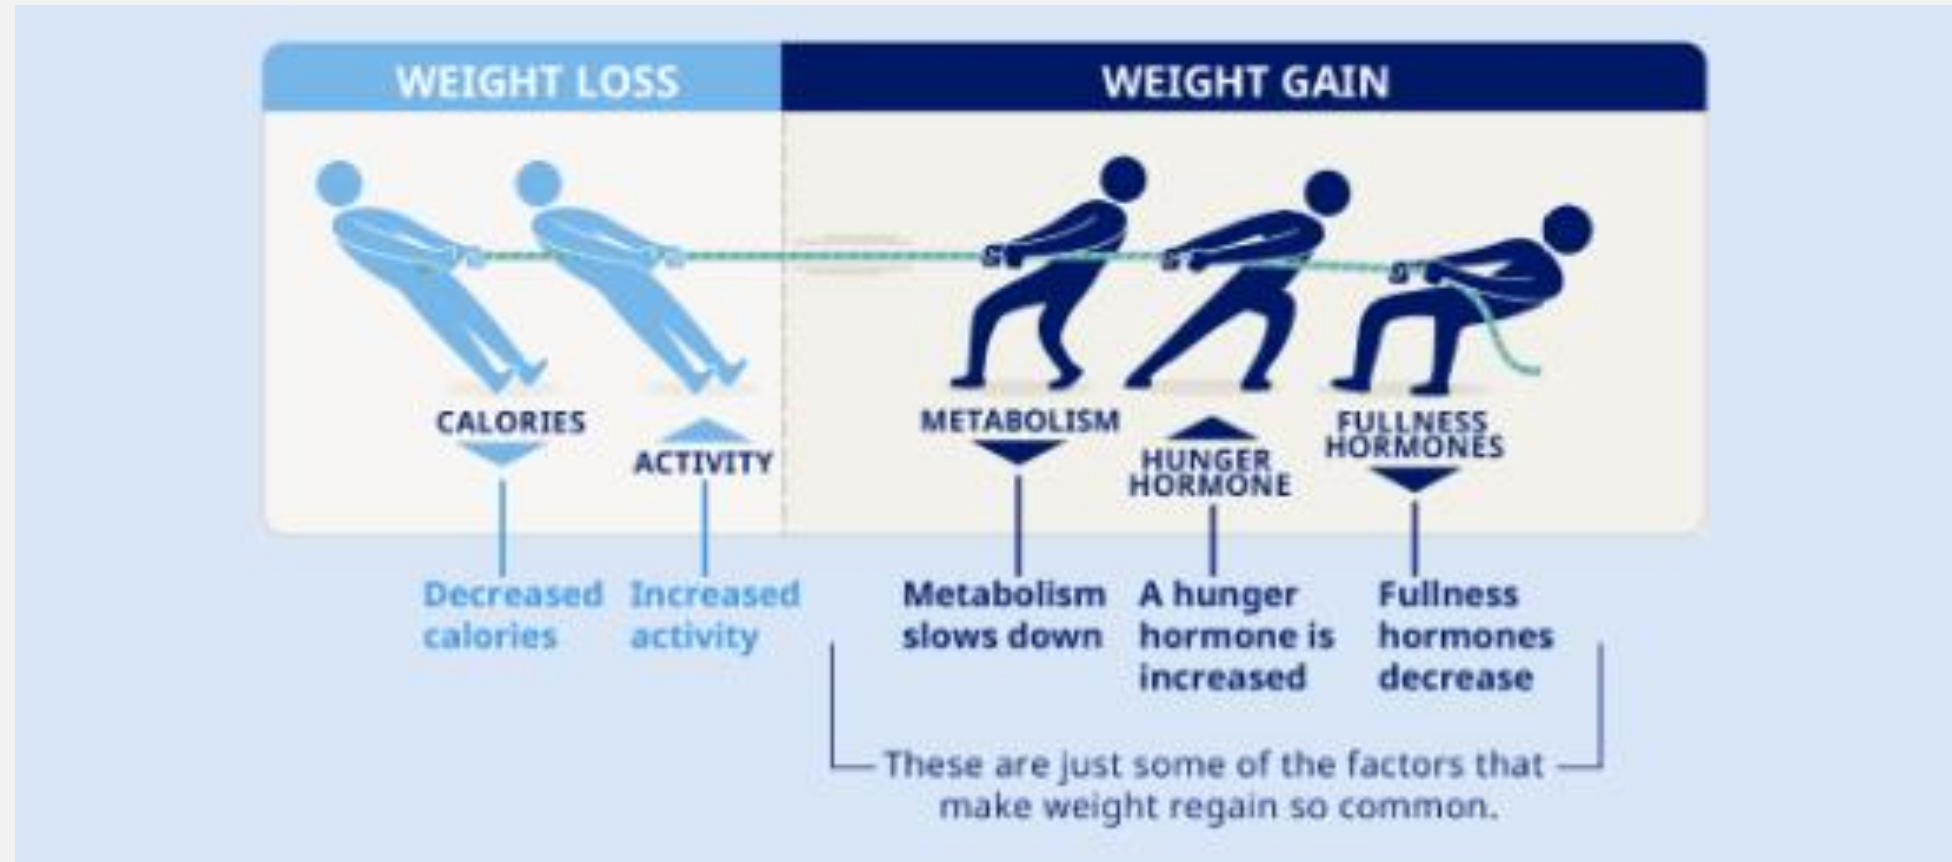 WEIGHT LOSS
WEIGHT GAIN
CALORIES
ACTIVITY
METABOLISM
HUNGER
HORMONE
FULLNESS
HORMONES
Decreased
calories
Increased
activity
Metabolism
slows down
A hunger
hormone is
increased
Fullness
hormones
decrease
These are just some of the factors that
make weight regain so common.